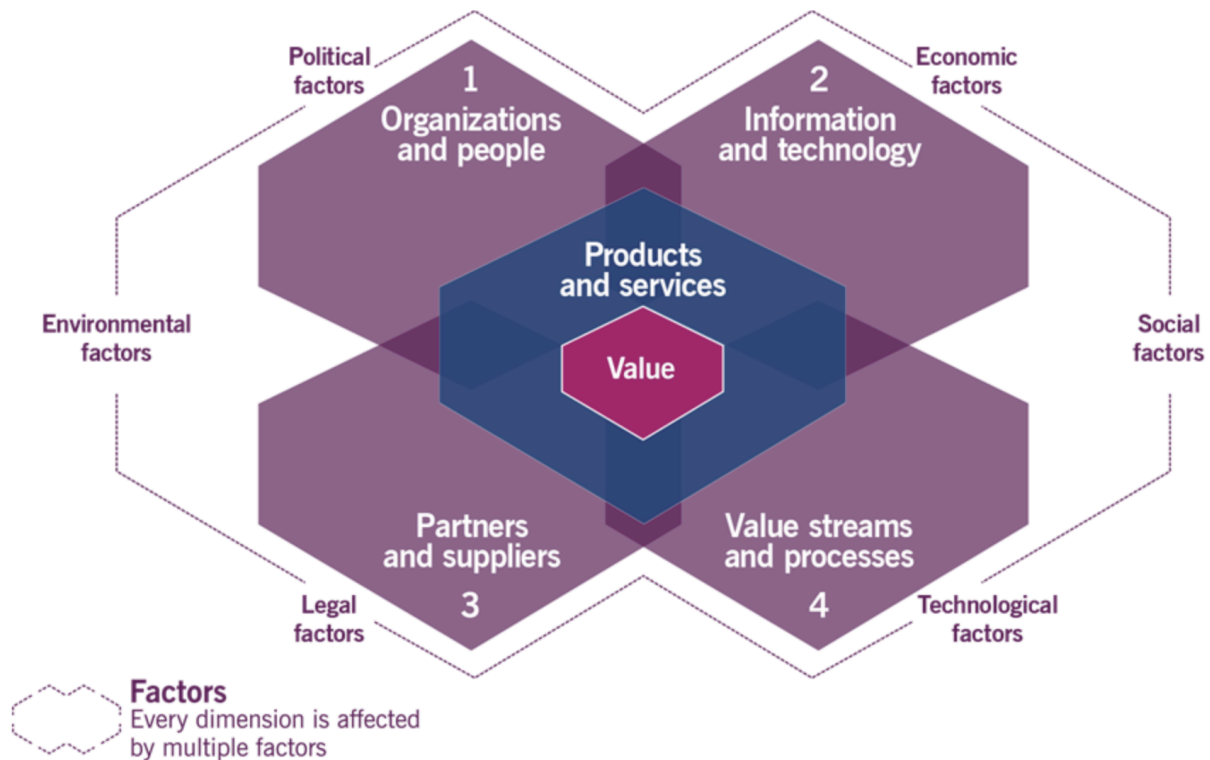 Political
factors
1
Organizations
and people
2
Information
and technology
Economic
factors
Products
and services
Environmental
factors
Value
Social
factors
Partners
and suppliers
3
Value streams
and processes
4
Legal
factors
Technological
factors
Factors
Every dimension is affected
by multiple factors